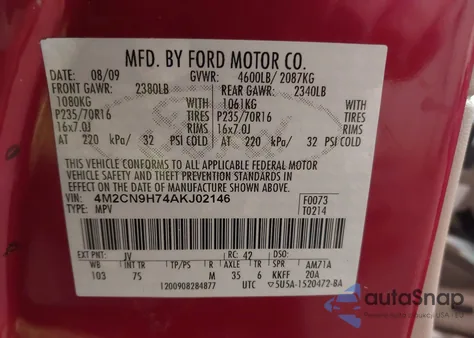 MFD. BY FORD MOTOR CO.
DATE: 08/09 GVWR: 4600LB/ 2087KG
FRONT GAWR: 2380LB REAR GAWR: 2340LB
1080KG WITH 1061KG WITH
P235/70R16 TIRES P235/70R16 TIRES
16x7.0J RIMS 16x7.0J RIMS
AT 220 kPa/ 32 PSI COLD AT 220 kPa/ 32 PSI COLD
THIS VEHICLE CONFORMS TO ALL APPLICABLE FEDERAL MOTOR
VEHICLE SAFETY AND THEFT PREVENTION STANDARDS IN
EFFECT ON THE DATE OF MANUFACTURE SHOWN ABOVE.
VIN: 4M2CN9H74AKJ02146 F0073
TYPE: MPV T0214
EXT PNT: JV RC: 42 DSO:
WB INT TR TP/PS R AXLE TR SPR AM71A
103 75 M 35 6 KKFF 20A
1200908284877 UTC 5U5A-1520472-BA
autaSnap